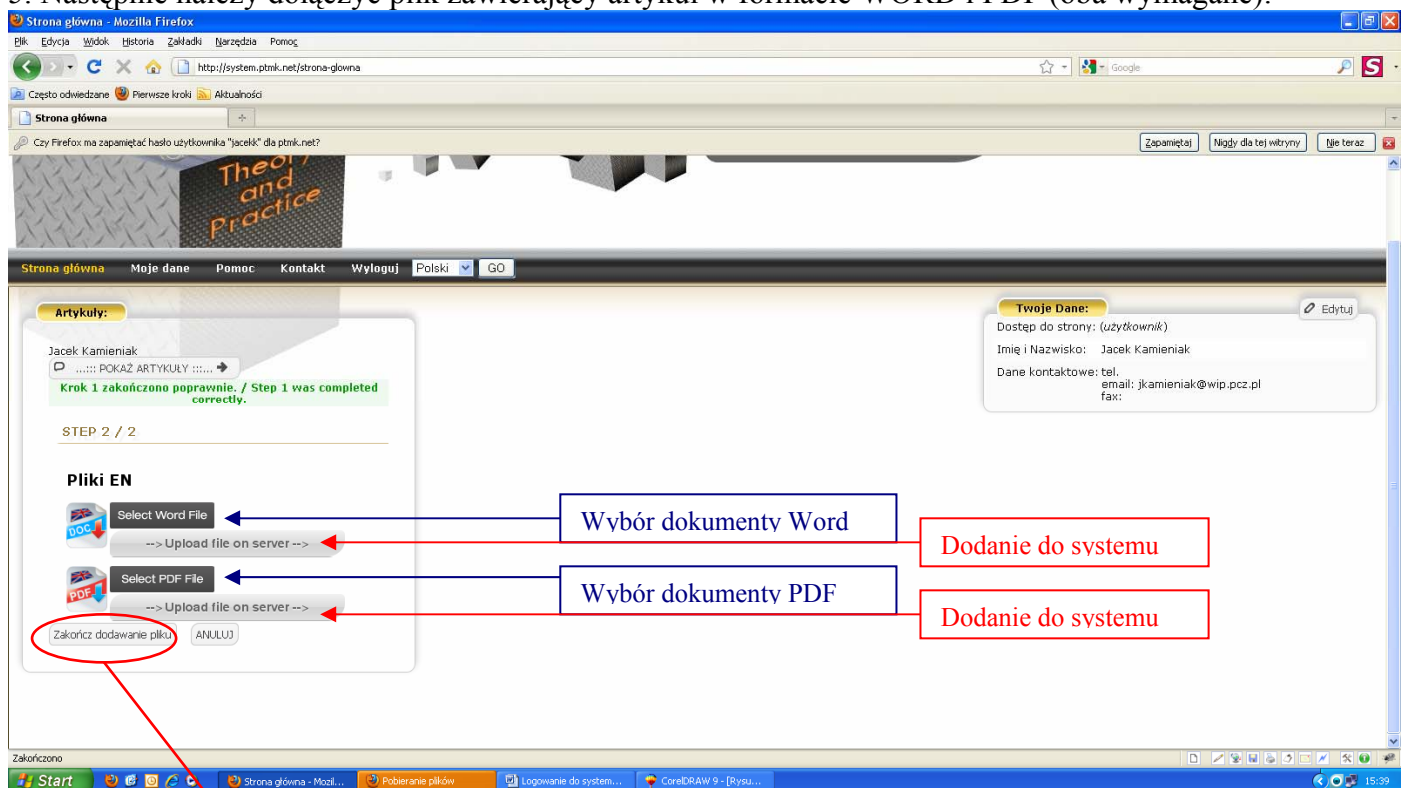 5. Następnie należy dołączyć plik zawierający artykuł w formacie WORD i PDF (oba wymagane).
Strona główna - Mozilla Firefox
Plik Edycja Widok Historia Zakładki Narzędzia Pomoc
http://system.ptmk.net/strona-glowna
Google
Często odwiedzane Pierwsze kroki Aktualności
Strona główna
Czy Firefox ma zapamiętać hasło użytkownika "jacekk" dla ptmk.net?
Zapamiętaj Nigdy dla tej witryny Nie teraz
Theory
and
Practice
Strona główna Moje dane Pomoc Kontakt Wyloguj Polski GO
Artykuły:
Jacek Kamieniak
...::: POKAŻ ARTYKUŁY :::...
Krok 1 zakończono poprawnie. / Step 1 was completed
correctly.
STEP 2 / 2
Pliki EN
DOC
Select Word File
--> Upload file on server -->
PDF
Select PDF File
--> Upload file on server -->
Zakończ dodawanie pliku ANULUJ
Twoje Dane:
Edytuj
Dostęp do strony: (użytkownik)
Imię i Nazwisko: Jacek Kamieniak
Dane kontaktowe: tel.
email: jkamieniak@wip.pcz.pl
fax:
Wybór dokumenty Word
Dodanie do systemu
Wybór dokumenty PDF
Dodanie do systemu
Zakończono
Start Strona główna - Mozil... Pobieranie plików Logowanie do system... CorelDRAW 9 - [Rysu... 15:39